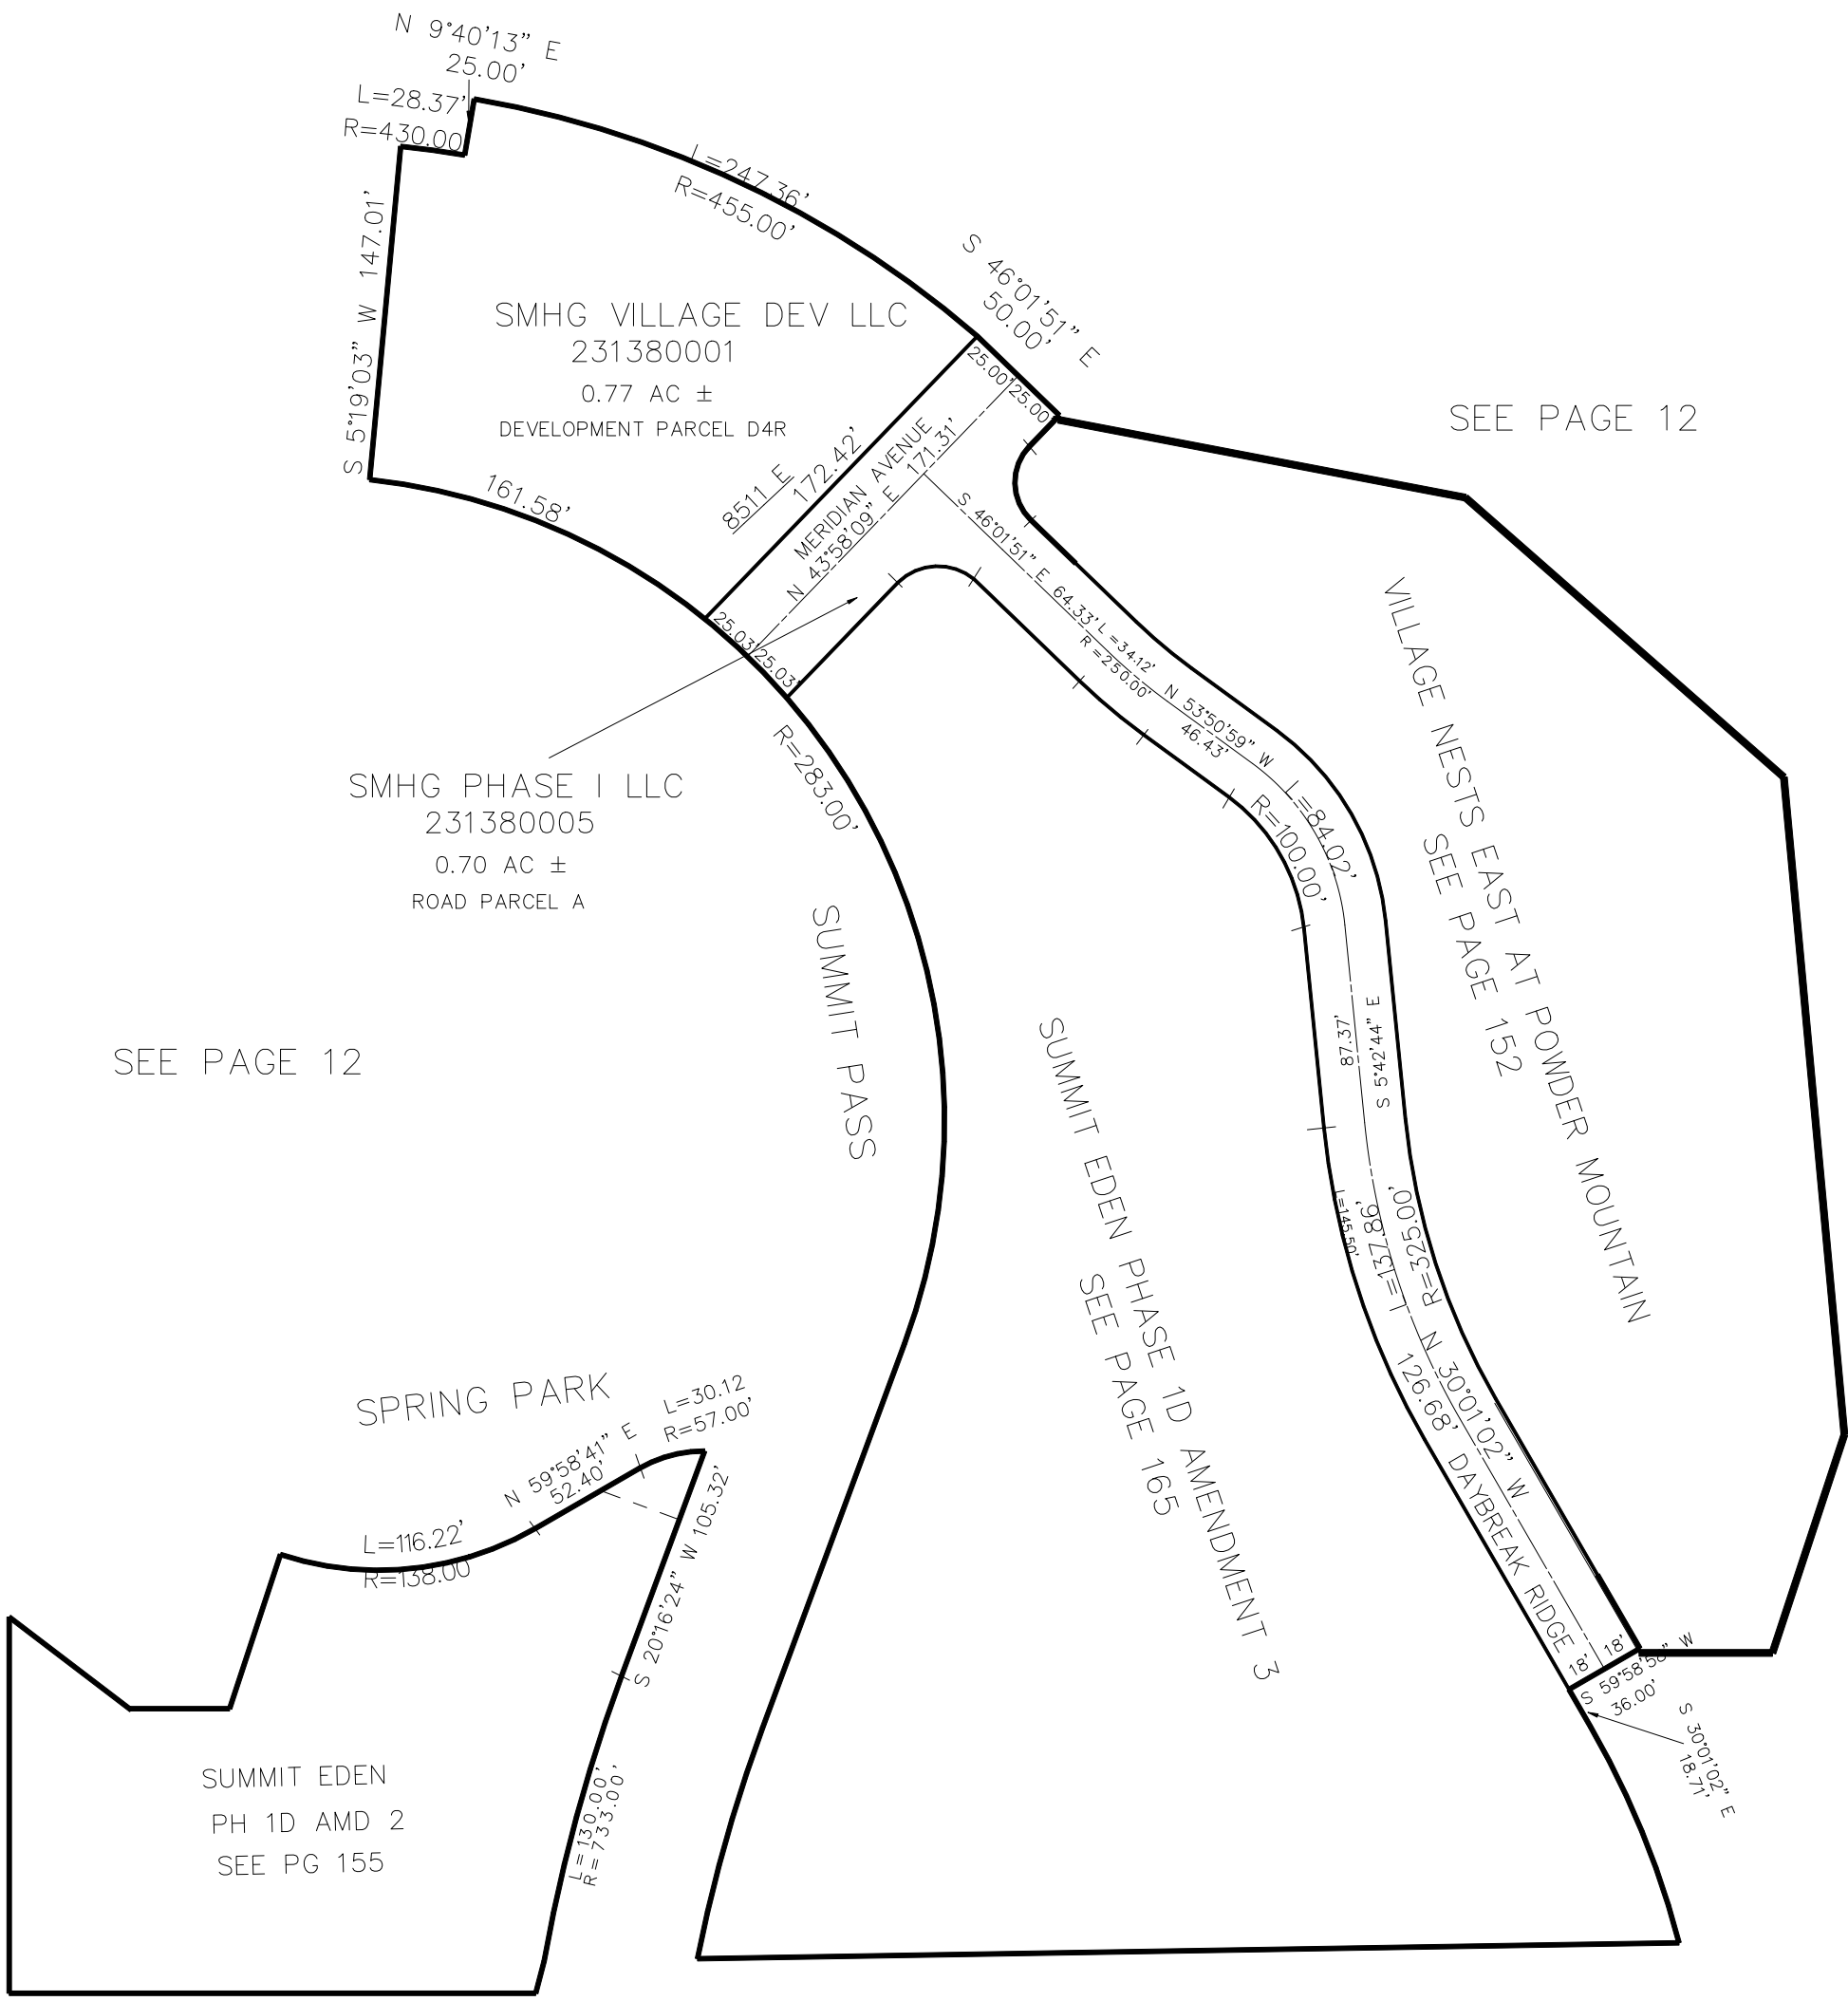 N 9°40'13" E
25.00'
L=28.37'
R=430.00
L=247.36'
R=455.00'
S 5°19'03" W 147.01'
S 46°01'51" E
50.00'
SMHG VILLAGE DEV LLC
231380001
0.77 AC ±
DEVELOPMENT PARCEL D4R
25.00'
25.00'
SEE PAGE 12
161.58'
8511 E
172.42'
MERIDIAN AVENUE
N 43°58'09" E 171.31'
25.03'
25.03'
S 46°01'51" E 64.33'
L=34.12'
R=250.00'
N 53°50'59" W
46.43'
L=84.02'
R=100.00'
VILLAGE NESTS EAST AT POWDER MOUNTAIN
SEE PAGE 152
SMHG PHASE I LLC
231380005
0.70 AC ±
ROAD PARCEL A
R=283.00'
SUMMIT PASS
SEE PAGE 12
87.37'
S 5°42'44" E
SUMMIT EDEN PHASE 1D AMENDMENT 3
SEE PAGE 165
L=145.50'
L=137.86'
R=325.00'
N 30°01'02" W
126.68'
DAYBREAK RIDGE
18'
18'
S 59°58'58" W
36.00'
S 30°01'02" E
18.71'
SPRING PARK
L=30.12
R=57.00'
N 59°58'41" E
52.40'
L=116.22'
R=138.00
S 20°16'24" W 105.32'
L=130.00'
R=733.00'
SUMMIT EDEN
PH 1D AMD 2
SEE PG 155